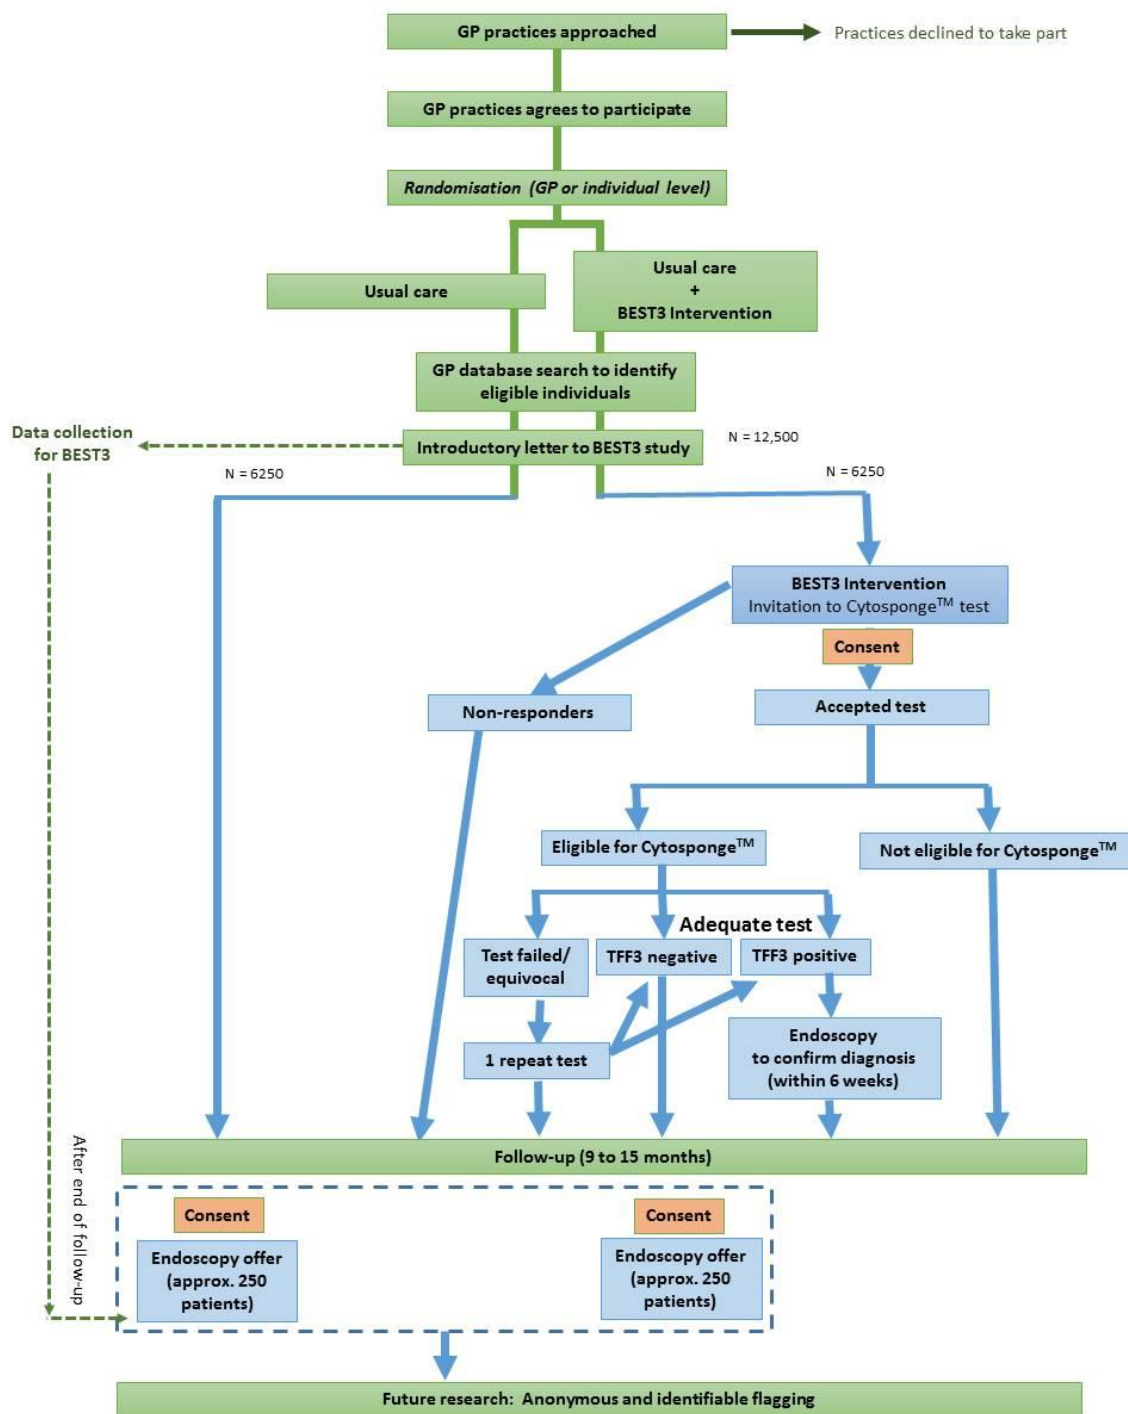 GP practices approached
Practices declined to take part
GP practices agrees to participate
Randomisation (GP or individual level)
Usual care
Usual care
+
BEST3 Intervention
GP database search to identify
eligible individuals
Data collection
for BEST3
Introductory letter to BEST3 study
N = 12,500
N = 6250
N = 6250
BEST3 Intervention
Invitation to Cytosponge™ test
Consent
Non-responders
Accepted test
Eligible for Cytosponge™
Not eligible for Cytosponge™
Adequate test
Test failed/
equivocal
TFF3 negative
TFF3 positive
1 repeat test
Endoscopy
to confirm diagnosis
(within 6 weeks)
Follow-up (9 to 15 months)
After end of follow-up
Consent
Consent
Endoscopy offer
(approx. 250
patients)
Endoscopy offer
(approx. 250
patients)
Future research: Anonymous and identifiable flagging